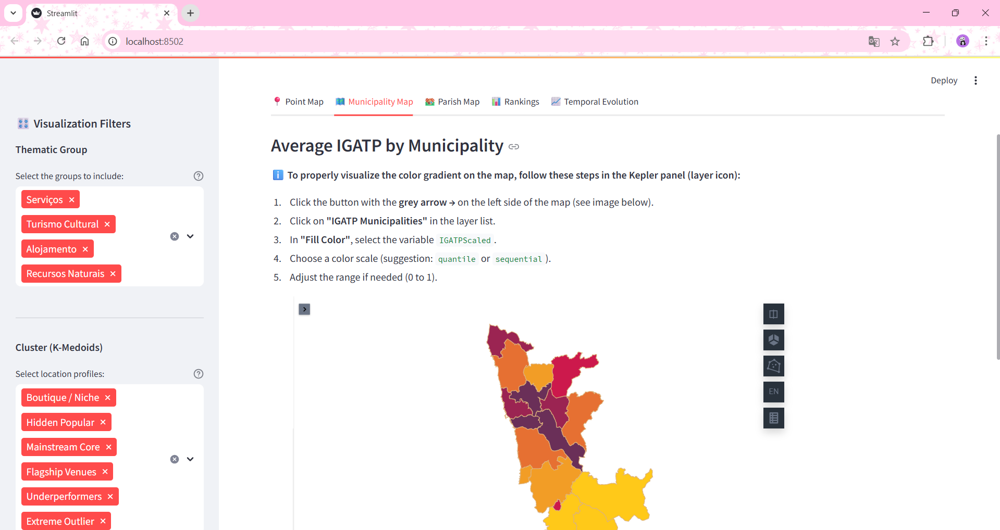 Streamlit
localhost:8502
Deploy
Visualization Filters
Thematic Group
Select the groups to include:
Serviços
Turismo Cultural
Alojamento
Recursos Naturais
Cluster (K-Medoids)
Select location profiles:
Boutique / Niche
Hidden Popular
Mainstream Core
Flagship Venues
Underperformers
Extreme Outlier
Point Map Municipality Map Parish Map Rankings Temporal Evolution
Average IGATP by Municipality
To properly visualize the color gradient on the map, follow these steps in the Kepler panel (layer icon):
1. Click the button with the grey arrow → on the left side of the map (see image below).
2. Click on "IGATP Municipalities" in the layer list.
3. In "Fill Color", select the variable IGATPScaled .
4. Choose a color scale (suggestion: quantile or sequential ).
5. Adjust the range if needed (0 to 1).
EN